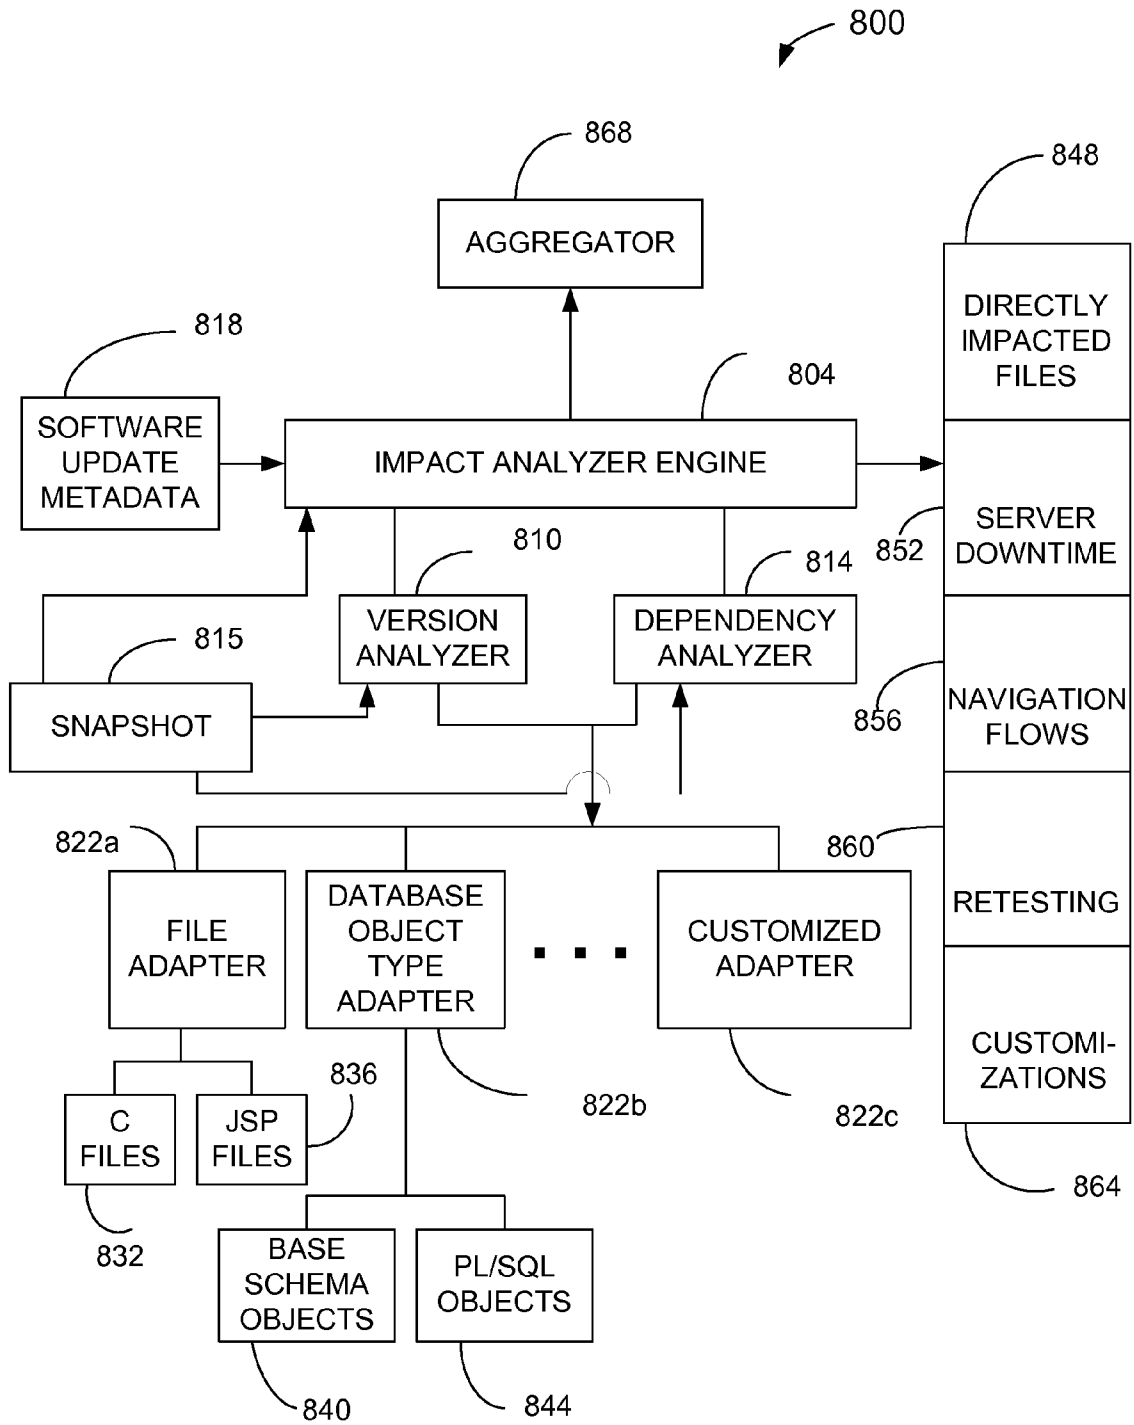 800
868
848
AGGREGATOR
DIRECTLY
IMPACTED
FILES
818
804
SOFTWARE
UPDATE
METADATA
IMPACT ANALYZER ENGINE
852
SERVER
DOWNTIME
810
814
815
VERSION
ANALYZER
DEPENDENCY
ANALYZER
SNAPSHOT
856
NAVIGATION
FLOWS
822a
860
FILE
ADAPTER
DATABASE
OBJECT
TYPE
ADAPTER
CUSTOMIZED
ADAPTER
RETESTING
836
822b
822c
CUSTOMI-
ZATIONS
C
FILES
JSP
FILES
864
832
BASE
SCHEMA
OBJECTS
PL/SQL
OBJECTS
840
844